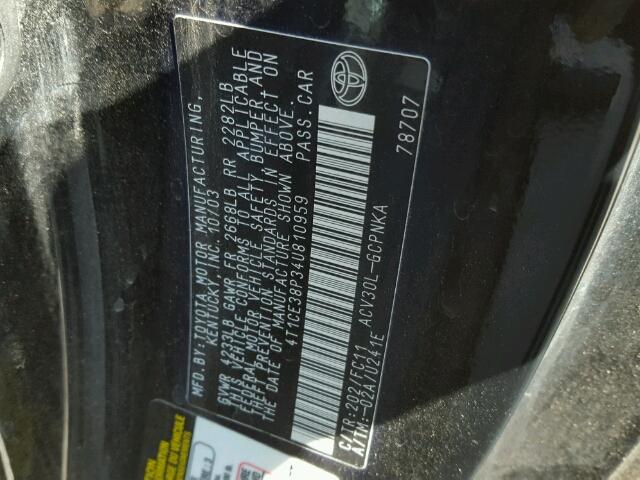 MFD.BY:TOYOTA MOTOR MANUFACTURING,
KENTUCKY, INC. 10/03
GVWR 4233LB GAWR FR 2668LB RR 2282LB
THIS VEHICLE CONFORMS TO ALL APPLICABLE
FEDERAL MOTOR VEHICLE SAFETY, BUMPER, AND
THEFT PREVENTION STANDARDS IN EFFECT ON
THE DATE OF MANUFACTURE SHOWN ABOVE.
4T1CE38P34U810959 PASS.CAR
C/TR:202/FC11 ACV30L-GCPNKA
A/TM:-02A/U241E
78707